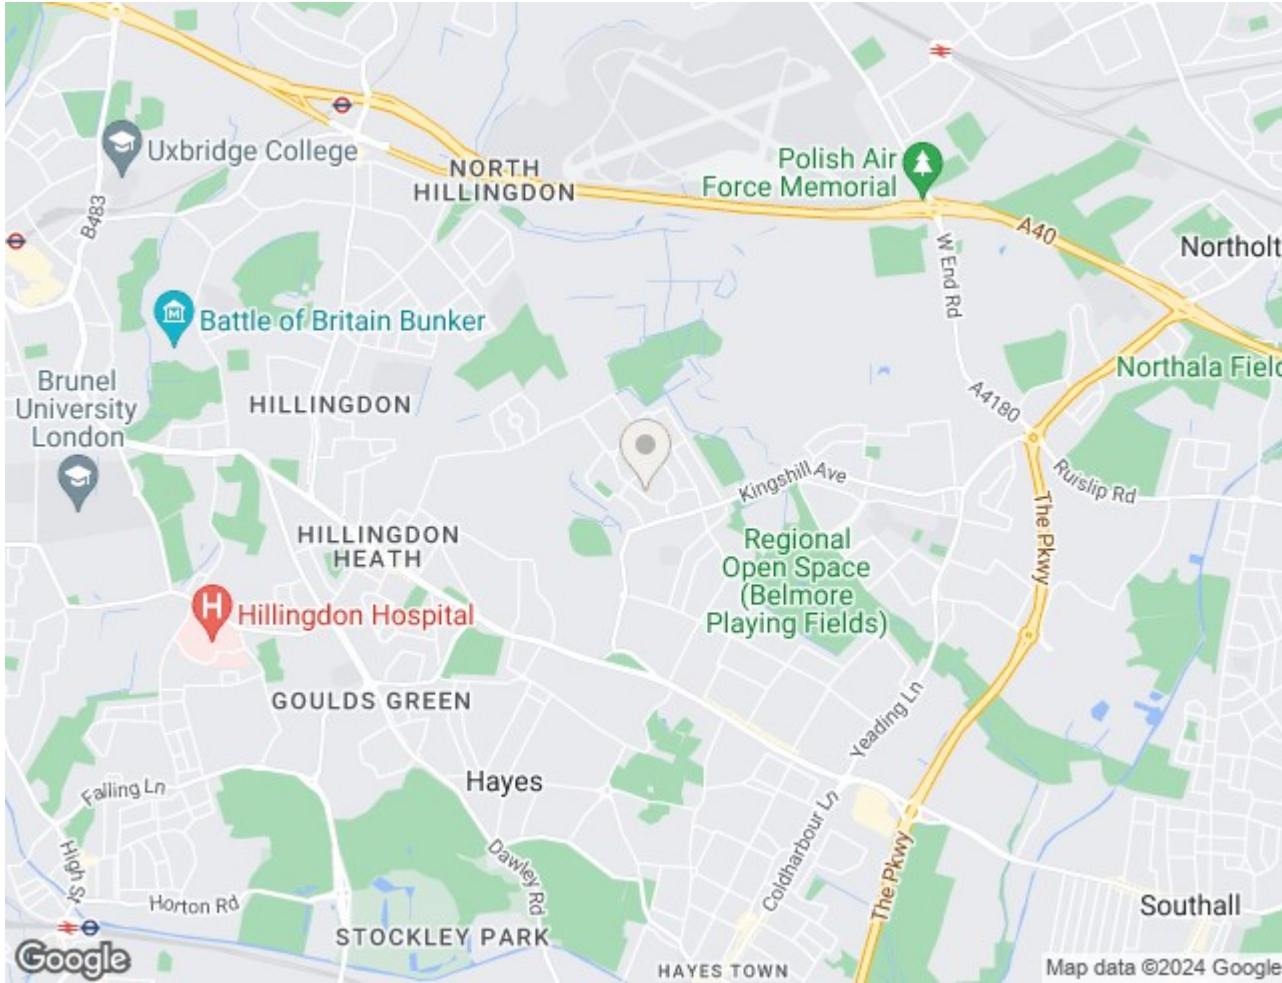 Uxbridge College
B483
NORTH
HILLINGDON
Polish Air
Force Memorial
A40
W End Rd
Northolt
Battle of Britain Bunker
Brunel
University
London
HILLINGDON
Northala Field
A4180
Ruislip Rd
Kingshill Ave
The Pkwy
HILLINGDON
HEATH
Regional
Open Space
(Belmore
Playing Fields)
H
Hillingdon Hospital
GOULDS GREEN
Yeading Ln
Hayes
Falling Ln
High St
Coldharbour Ln
Dawley Rd
The Pkwy
Horton Rd
Southall
STOCKLEY PARK
Google
HAYES TOWN
Map data ©2024 Google